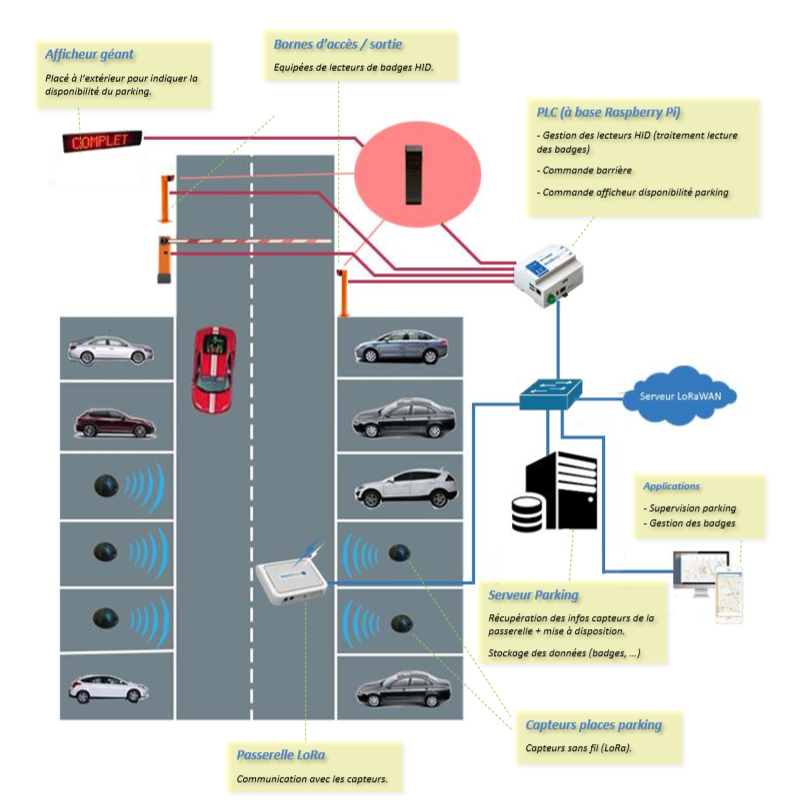 Afficheur géant
Placé à l'extérieur pour indiquer la
disponibilité du parking.
Bornes d'accès / sortie
Equipées de lecteurs de badges HID.
COMPLET
PLC (à base Raspberry Pi)
- Gestion des lecteurs HID (traitement lecture
des badges)
- Commande barrière
- Commande afficheur disponibilité parking
Serveur LoRaWAN
Applications
- Supervision parking
- Gestion des badges
Serveur Parking
Récupération des infos capteurs de la
passerelle + mise à disposition.
Stockage des données (badges, ...)
Capteurs places parking
Capteurs sans fil (LoRa).
Passerelle LoRa
Communication avec les capteurs.